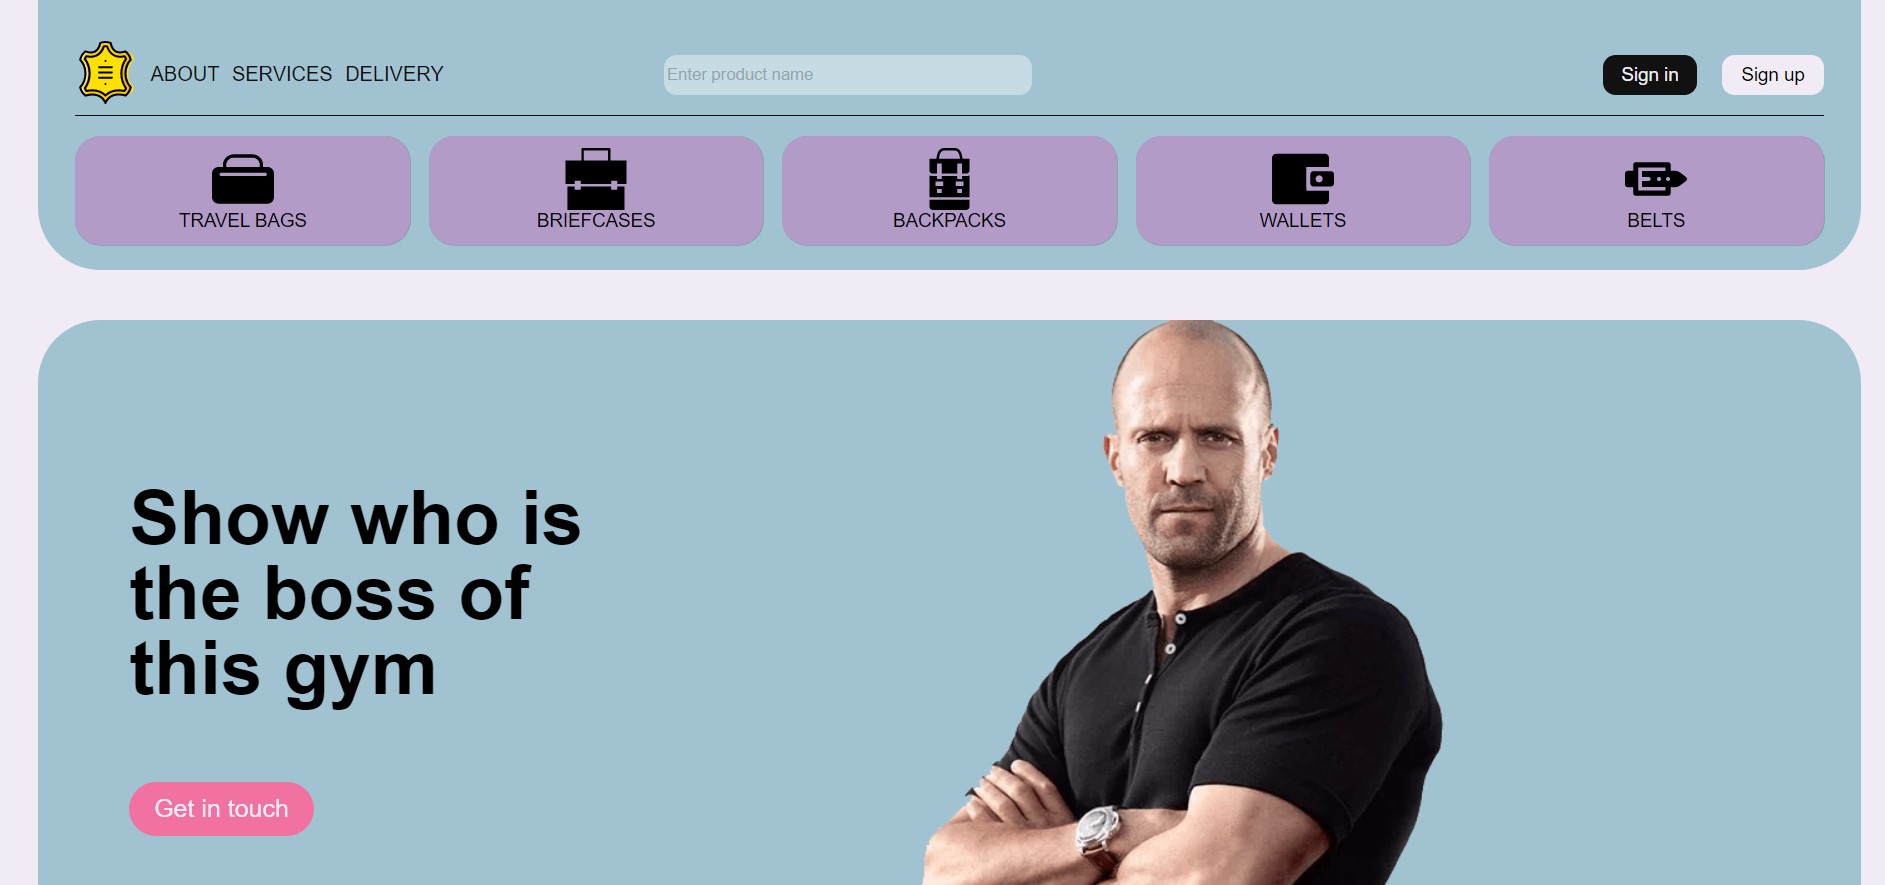 ABOUT SERVICES DELIVERY
Enter product name
Sign in
Sign up
TRAVEL BAGS
BRIEFCASES
BACKPACKS
WALLETS
BELTS
Show who is
the boss of
this gym
Get in touch